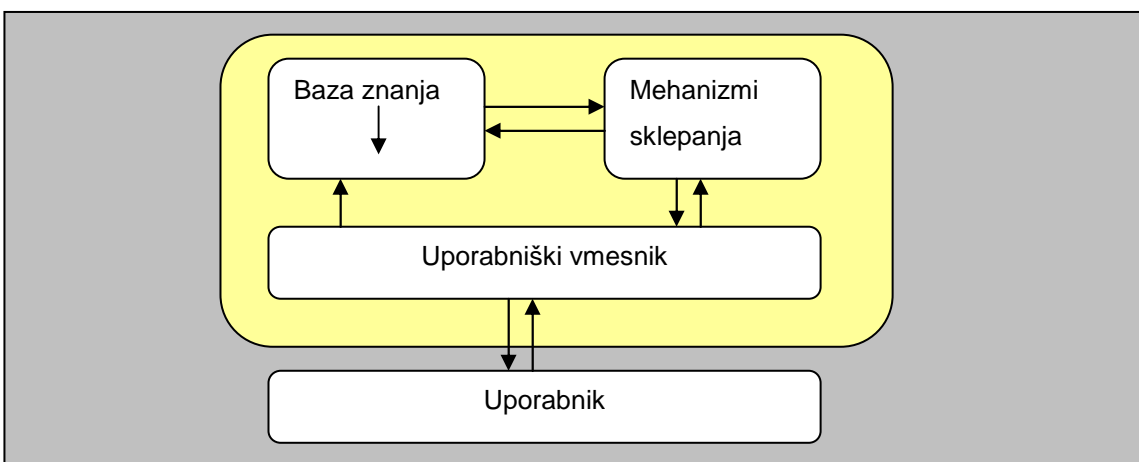 Baza znanja
Mehanizmi
sklepanja
Uporabniški vmesnik
Uporabnik